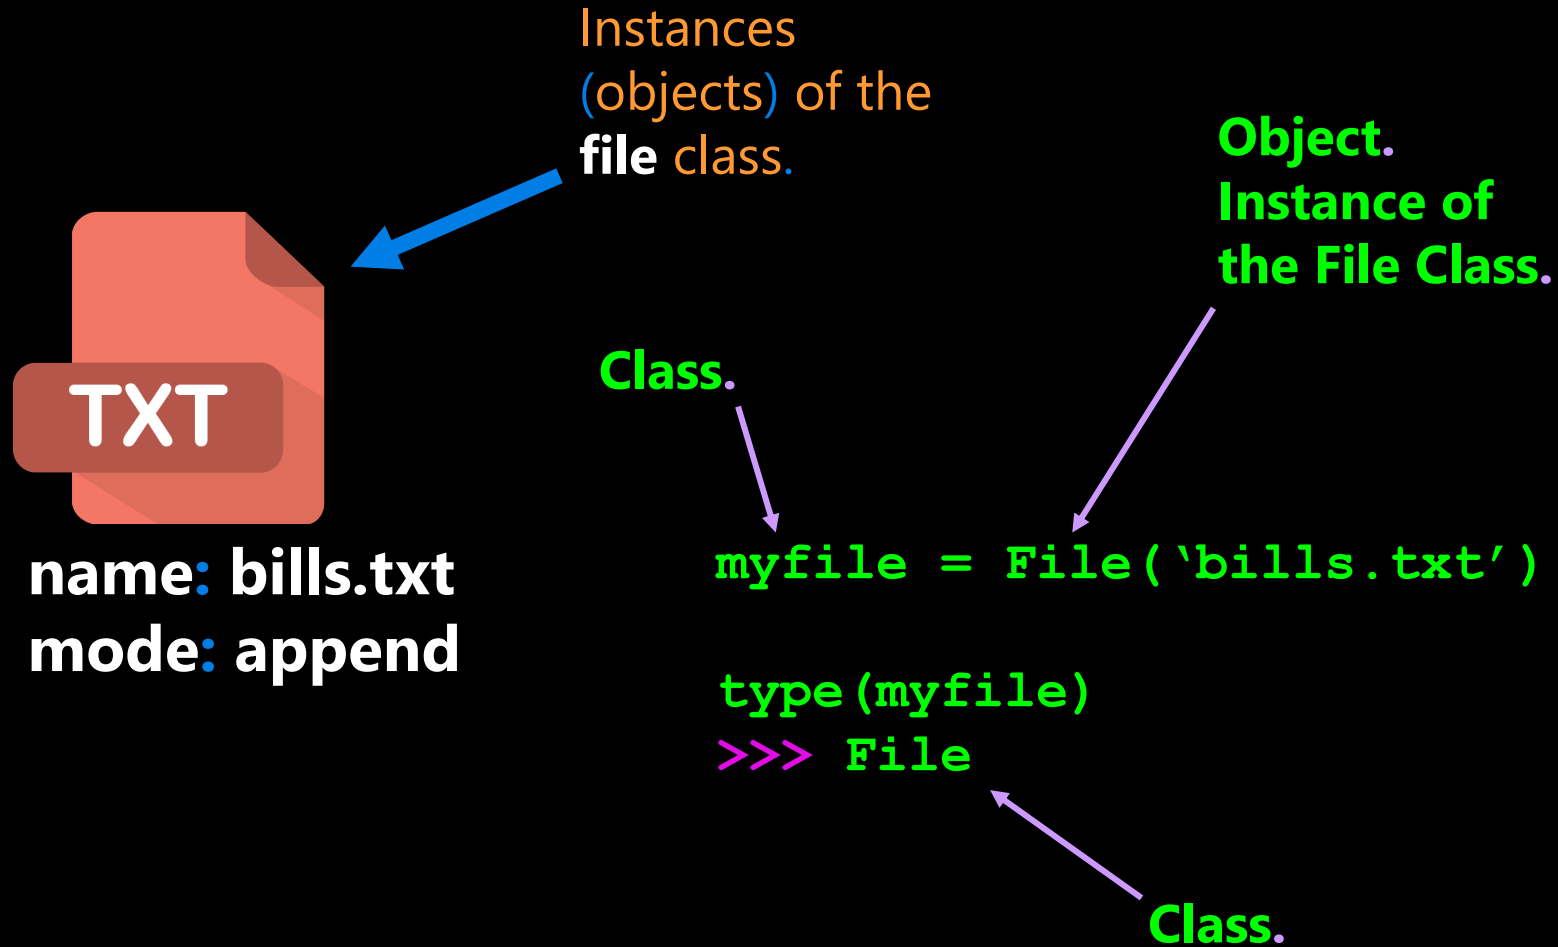 Instances
(objects) of the
file class.
Object.
Instance of
the File Class.
Class.
TXT
name: bills.txt
mode: append
myfile = File(‘bills.txt’)
type(myfile)
>>> File
Class.